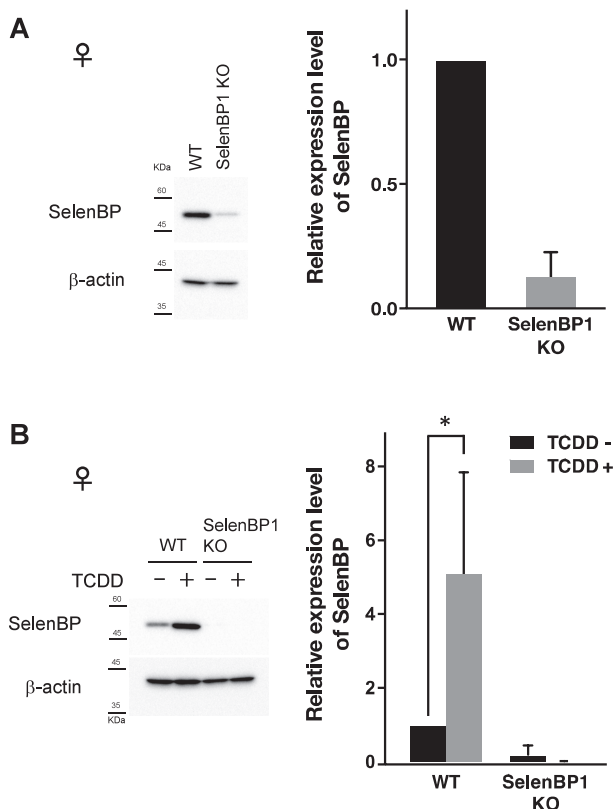 A
♀
KDa
WT
SelenBP1 KO
60
SelenBP
45
45
β-actin
35
Relative expression level
of SelenBP
1.0
0.5
0.0
WT
SelenBP1
KO
B
♀
SelenBP1
WT
KO
TCDD − + − +
60
SelenBP
45
45
β-actin
35
KDa
Relative expression level
of SelenBP
*
TCDD -
TCDD +
8
6
4
2
0
WT
SelenBP1
KO